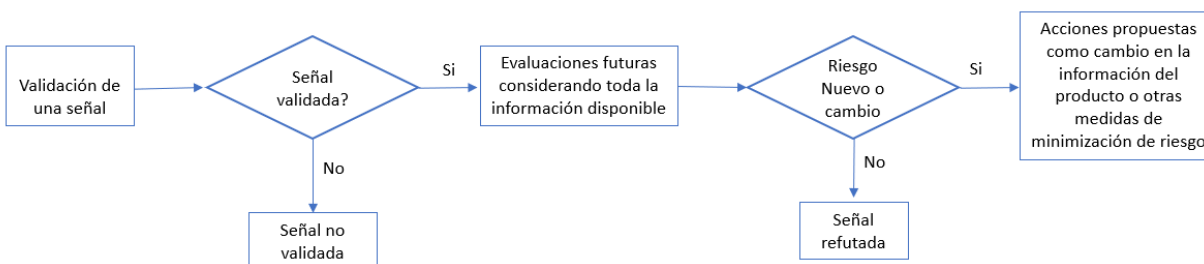 Validación de
una señal
Señal
validada?
Si
No
Señal no
validada
Evaluaciones futuras
considerando toda la
información disponible
Riesgo
Nuevo o
cambio
Si
No
Señal
refutada
Acciones propuestas
como cambio en la
información del
producto o otras
medidas de
minimización de riesgo